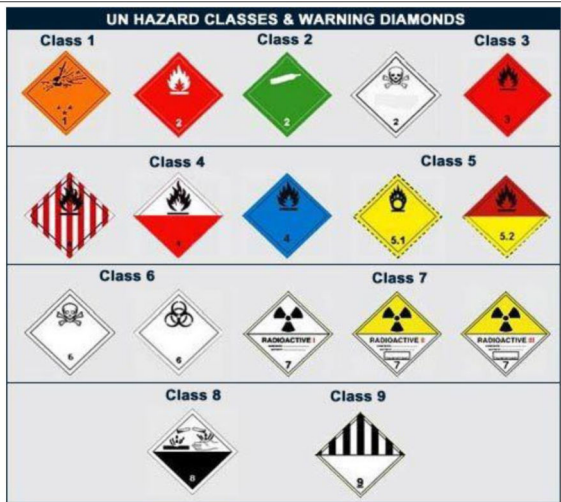 UN HAZARD CLASSES & WARNING DIAMONDS
Class 1 Class 2 Class 3
1 2 2 2 3
Class 4 Class 5
4 4 5.1 5.2
Class 6 Class 7
RADIOACTIVE I RADIOACTIVE II RADIOACTIVE III
6 6 7 7 7
Class 8 Class 9
8 9